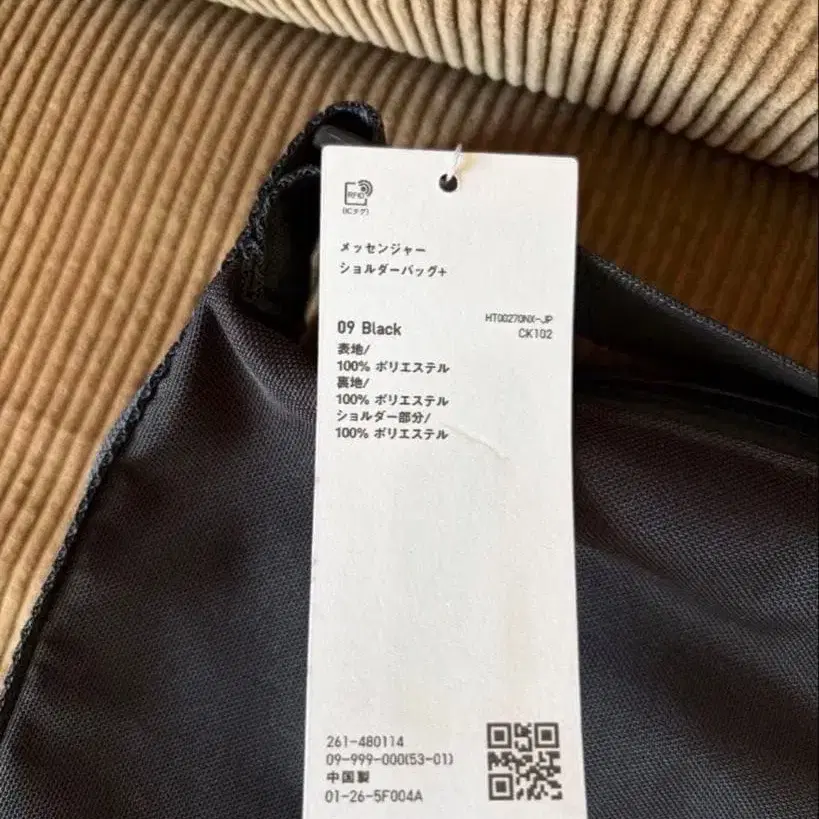 RFID
(ICタグ)
メッセンジャー
ショルダーバッグ+
HT00270NX-JP
09 Black
CK102
表地/
100% ポリエステル
裏地/
100% ポリエステル
ショルダー部分/
100% ポリエステル
261-480114
09-999-000(53-01)
中国製
01-26-5F004A